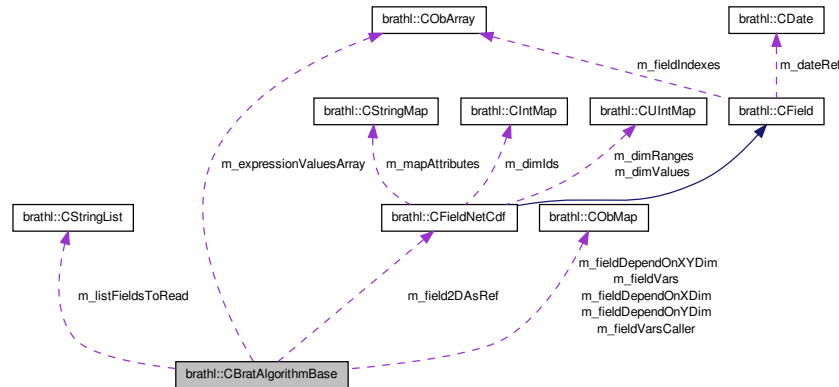 brathl::CObArray
brathl::CDate
m_fieldIndexes
m_dateRef
brathl::CStringMap
brathl::CIntMap
brathl::CUIntMap
brathl::CField
m_expressionValuesArray
m_mapAttributes
m_dimIds
m_dimRanges
m_dimValues
brathl::CStringList
brathl::CFieldNetCdf
brathl::CObMap
m_listFieldsToRead
m_field2DAsRef
m_fieldDependOnXYDim
m_fieldVars
m_fieldDependOnXDim
m_fieldDependOnYDim
m_fieldVarsCaller
brathl::CBratAlgorithmBase